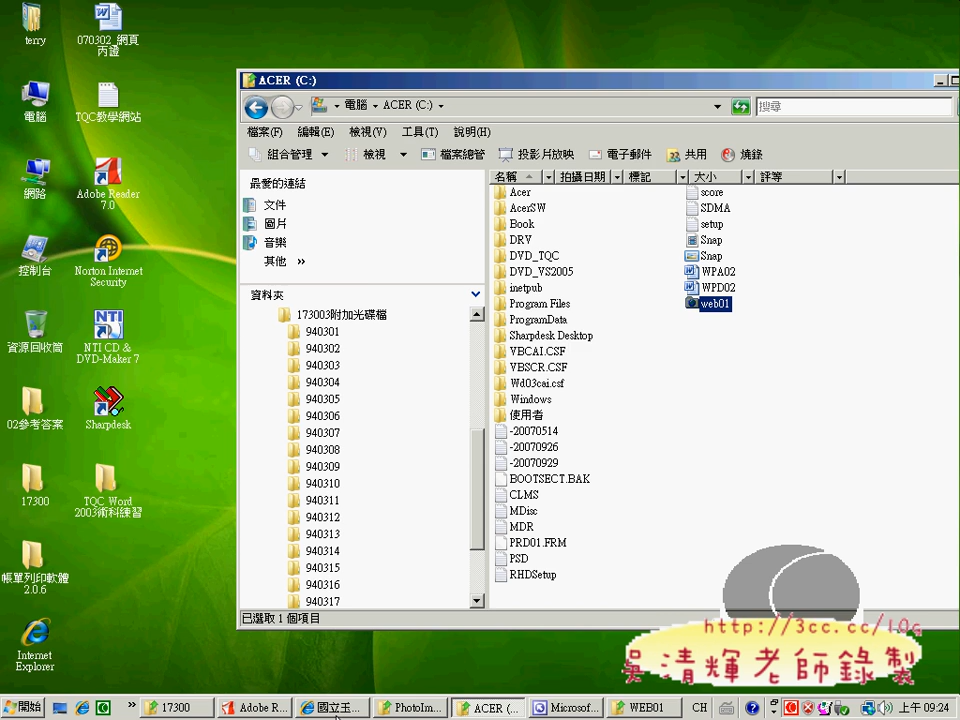 terry
070302_網頁
丙證
電腦
TQC教學網站
網路
Adobe Reader
7.0
控制台
Norton Internet
Security
資源回收筒
NTI CD &
DVD-Maker 7
02參考答案
Sharpdesk
17300
TQC Word
2003術科練習
帳單列印軟體
2.0.6
Internet
Explorer
ACER (C:)
電腦 ACER (C:)
搜尋
檔案(F) 編輯(E) 檢視(V) 工具(T) 說明(H)
組合管理 檢視 檔案總管 投影片放映 電子郵件 共用 燒錄
最愛的連結
文件
圖片
音樂
其他 »
資料夾
173003附加光碟檔
940301
940302
940303
940304
940305
940306
940307
940308
940309
940310
940311
940312
940313
940314
940315
940316
940317
名稱 拍攝日期 標記 大小 評等
Acer
AcerSW
Book
DRV
DVD_TQC
DVD_VS2005
inetpub
Program Files
ProgramData
Sharpdesk Desktop
VBCAI.CSF
VBSCR.CSF
Wd03cai.csf
Windows
使用者
-20070514
-20070926
-20070929
BOOTSECT.BAK
CLMS
MDisc
MDR
PRD01.FRM
PSD
RHDSetup
score
SDMA
setup
Snap
Snap
WPA02
WPD02
web01
已選取 1 個項目
http://3cc.cc/10g
吳清輝老師錄製
開始 » 17300 Adobe R... 國立玉... PhotoIm... ACER (... Microsof... WEB01 CH 上午 09:24